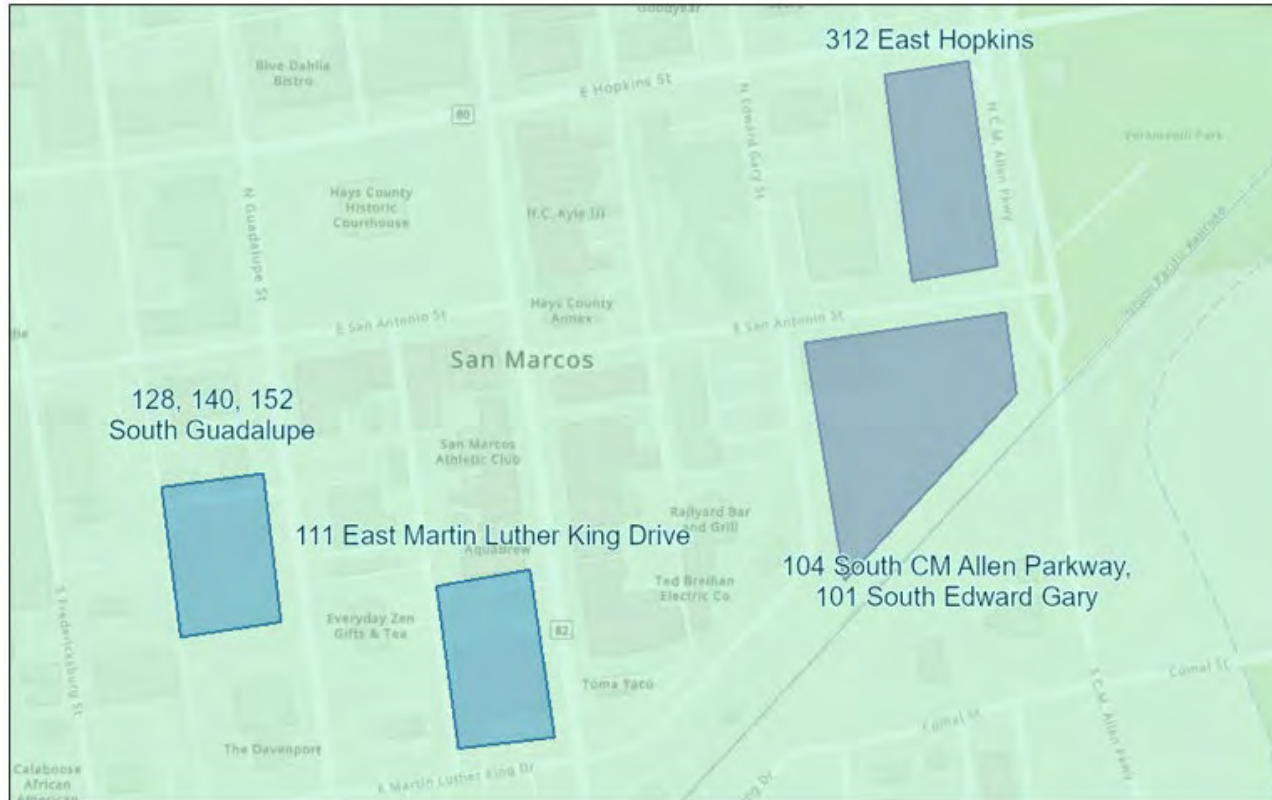 Goodyear
312 East Hopkins
Blue Dahlia
Bistro
E Hopkins St
80
N Edward Gary St
N C.M. Allen Pkwy
Veramendi Park
Hays County
Historic
Courthouse
H.C. Kyle III
N Guadalupe St
Union Pacific Railroad
Hays County
Annex
E San Antonio St
E San Antonio St
San Marcos
128, 140, 152
South Guadalupe
San Marcos
Athletic Club
Railyard Bar
and Grill
111 East Martin Luther King Drive
AquaBrew
104 South CM Allen Parkway,
101 South Edward Gary
Ted Breihan
Electric Co
S Fredericksburg St
Everyday Zen
Gifts & Tea
82
Toma Taco
Comal St
Comal St
S C.M. Allen Pkwy
The Davenport
E Martin Luther King Dr
Calaboose
African
American
ng Dr